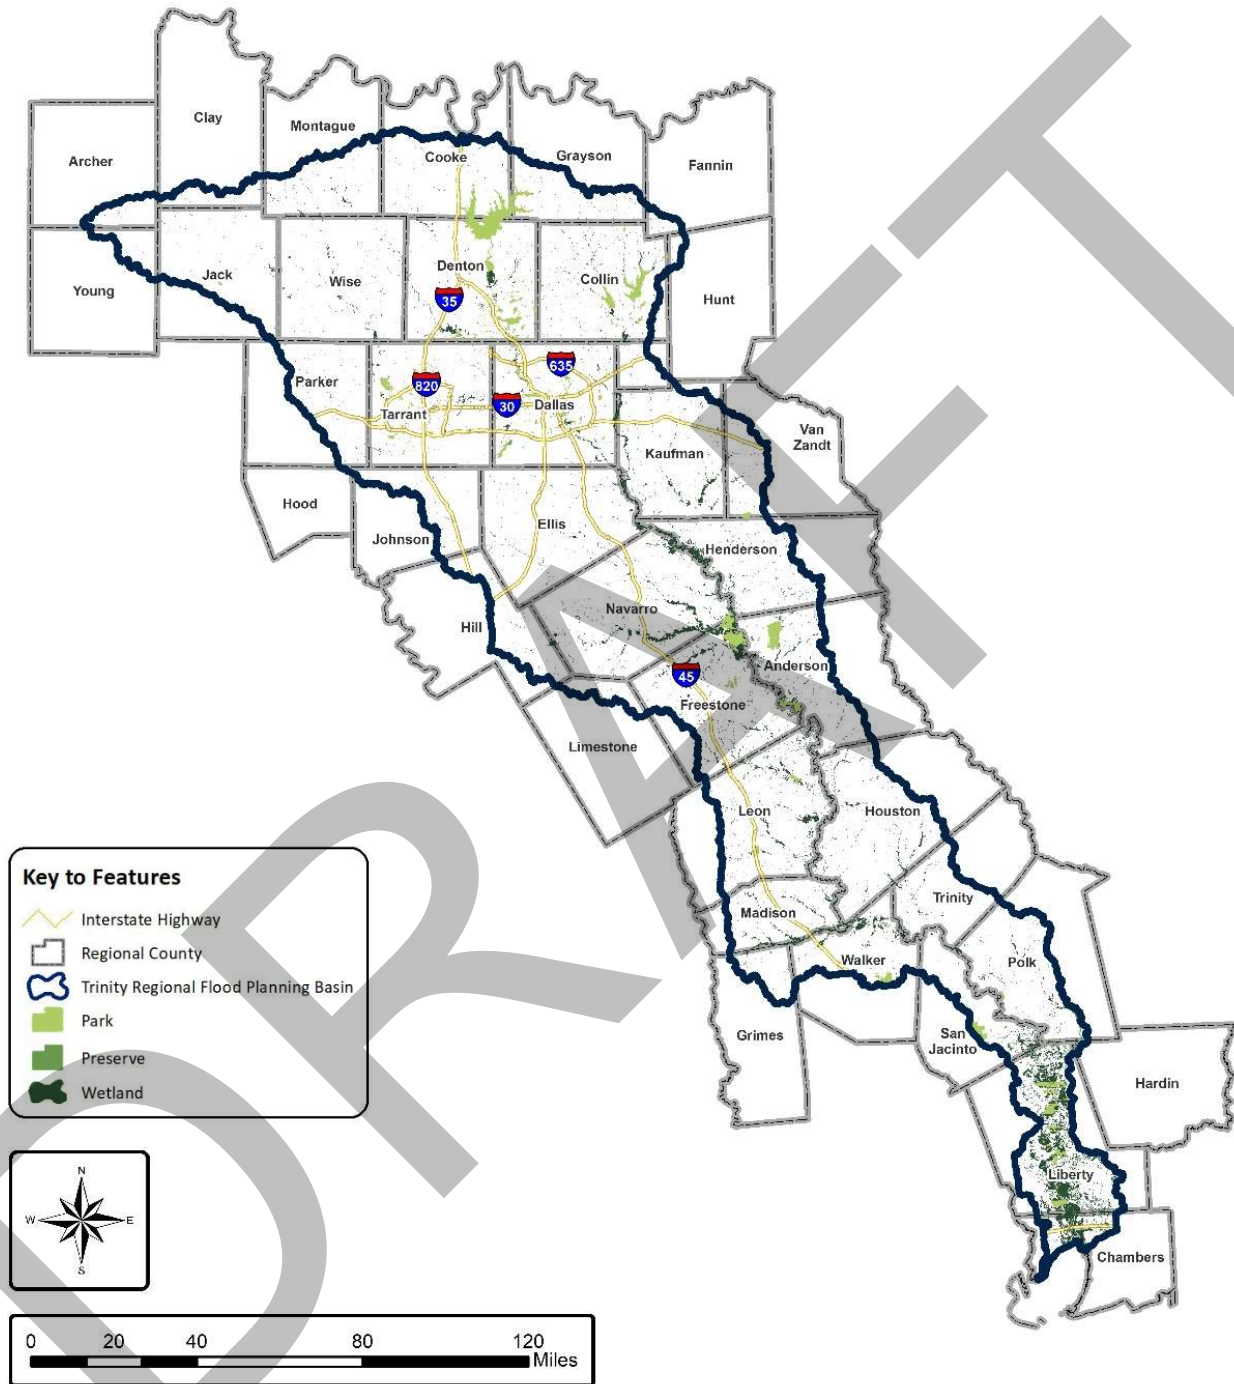 Clay
Montague
Archer
Cooke
Grayson
Fannin
Young
Jack
Wise
Denton
Collin
Hunt
35
Parker
820
Tarrant
30
635
Dallas
Kaufman
Van
Zandt
Hood
Johnson
Ellis
Henderson
Hill
Navarro
Anderson
45
Freestone
Limestone
Leon
Houston
Madison
Trinity
Walker
Polk
Grimes
San
Jacinto
Hardin
Liberty
Chambers
DRAFT
Key to Features
Interstate Highway
Regional County
Trinity Regional Flood Planning Basin
Park
Preserve
Wetland
N
W E
S
0 20 40 80 120
Miles